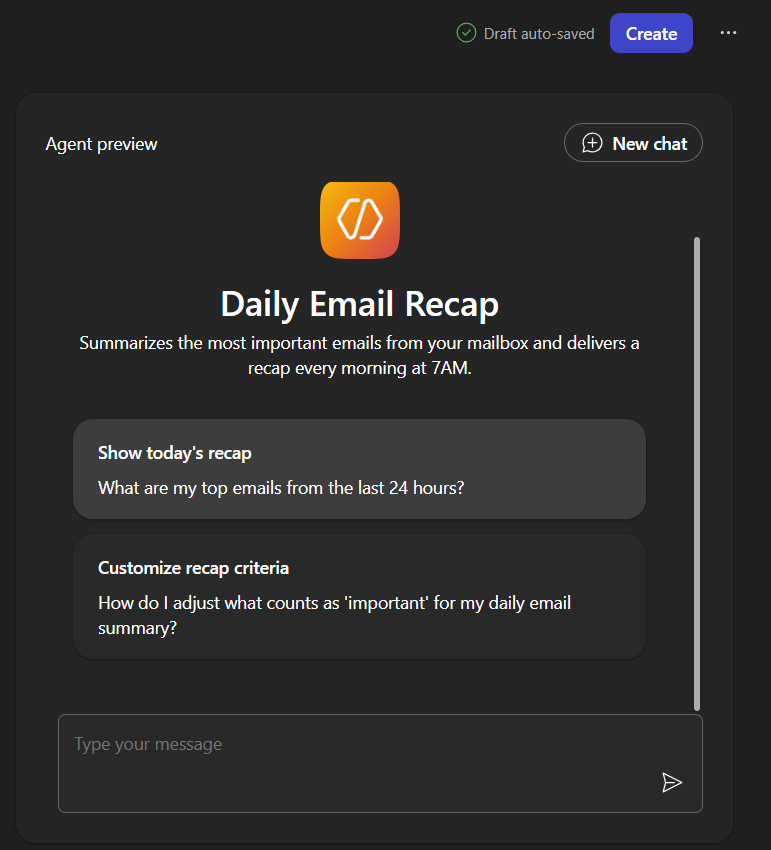 Draft auto-saved
Create
Agent preview
New chat
Daily Email Recap
Summarizes the most important emails from your mailbox and delivers a
recap every morning at 7AM.
Show today's recap
What are my top emails from the last 24 hours?
Customize recap criteria
How do I adjust what counts as 'important' for my daily email
summary?
Type your message